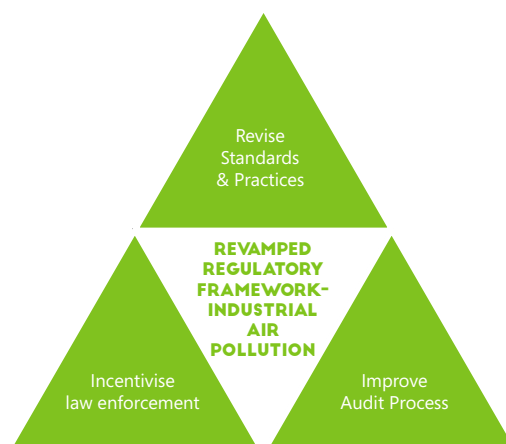 Revise
Standards
& Practices
REVAMPED
REGULATORY
FRAMEWORK-
INDUSTRIAL
AIR
POLLUTION
Incentivise
law enforcement
Improve
Audit Process